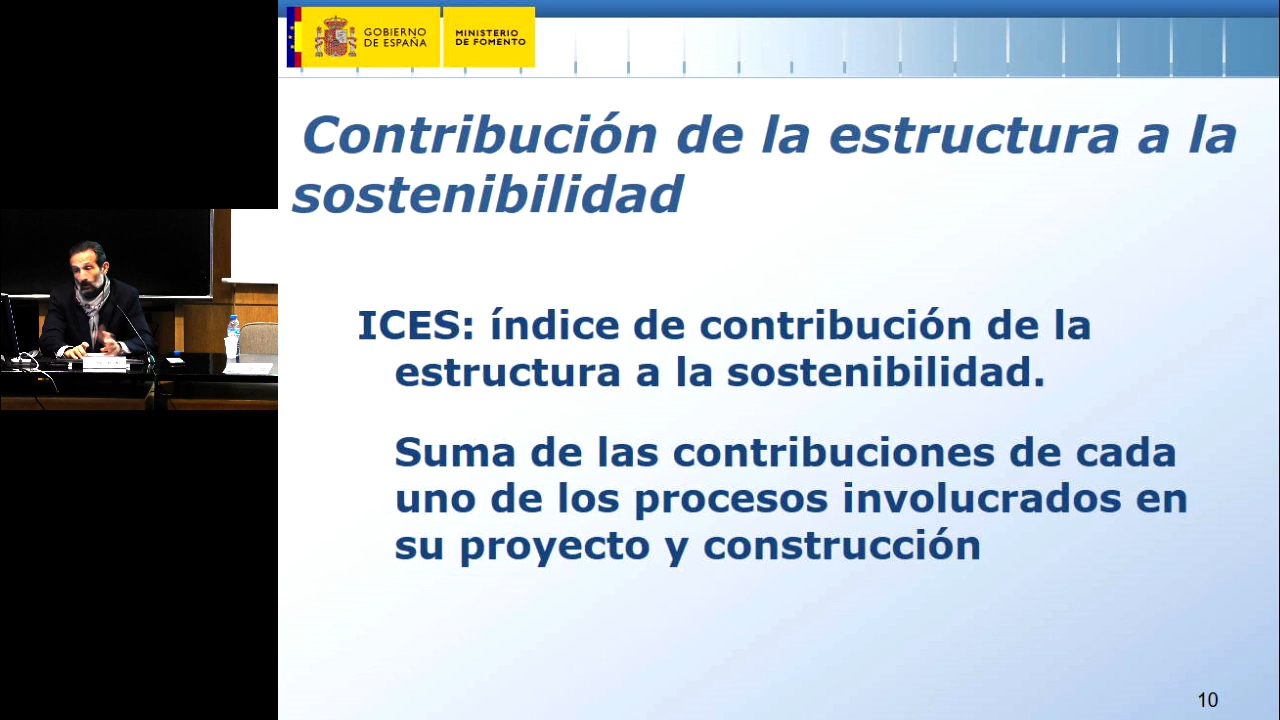 GOBIERNO
DE ESPAÑA
MINISTERIO
DE FOMENTO
Contribución de la estructura a la
sostenibilidad
ICES: índice de contribución de la
estructura a la sostenibilidad.
Suma de las contribuciones de cada
uno de los procesos involucrados en
su proyecto y construcción
10